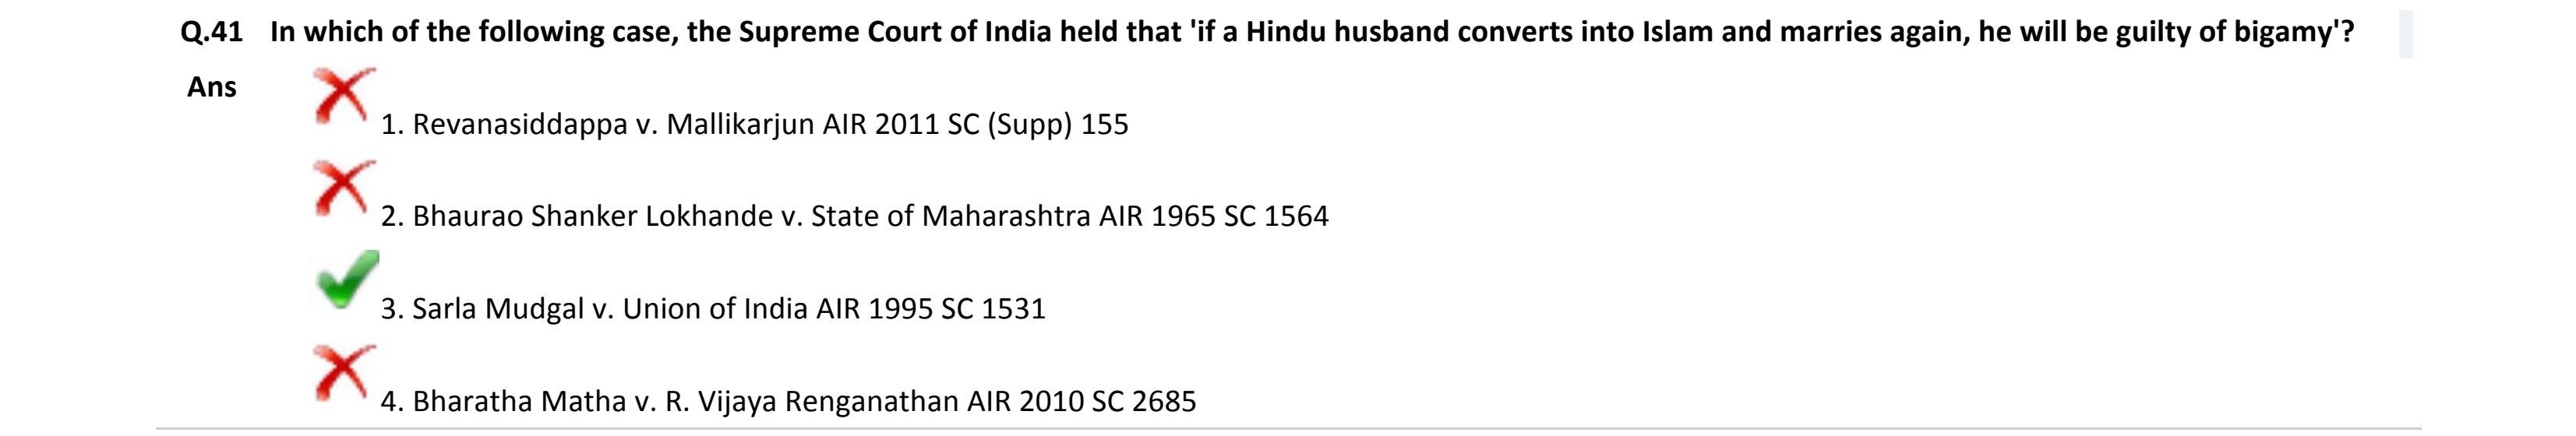 Q.41 In which of the following case, the Supreme Court of India held that 'if a Hindu husband converts into Islam and marries again, he will be guilty of bigamy'?
Ans
1. Revanasiddappa v. Mallikarjun AIR 2011 SC (Supp) 155
2. Bhaurao Shanker Lokhande v. State of Maharashtra AIR 1965 SC 1564
3. Sarla Mudgal v. Union of India AIR 1995 SC 1531
4. Bharatha Matha v. R. Vijaya Renganathan AIR 2010 SC 2685